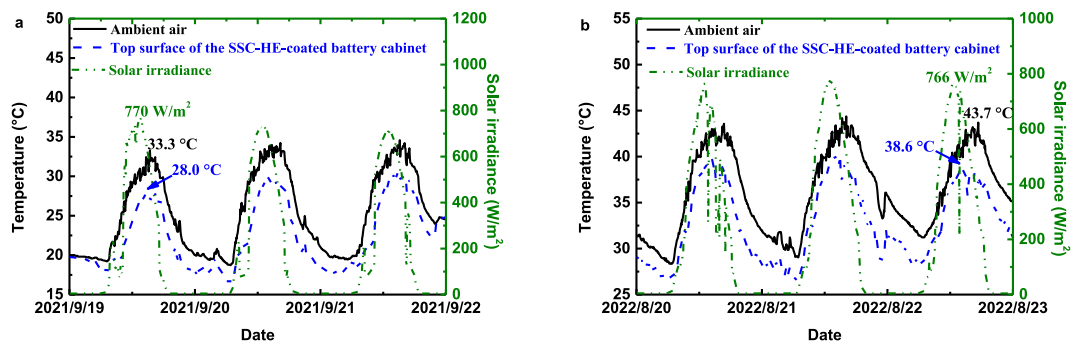 a
50
45
40
35
30
25
20
15
Temperature (°C)
Ambient air
Top surface of the SSC-HE-coated battery cabinet
Solar irradiance
770 W/m²
33.3 °C
28.0 °C
1200
1000
800
600
400
200
0
Solar irradiance (W/m²)
2021/9/19
2021/9/20
2021/9/21
2021/9/22
Date
b
55
50
45
40
35
30
25
Temperature (°C)
Ambient air
Top surface of the SSC-HE-coated battery cabinet
Solar irradiance
766 W/m²
43.7 °C
38.6 °C
1000
800
600
400
200
0
Solar irradiance (W/m²)
2022/8/20
2022/8/21
2022/8/22
2022/8/23
Date